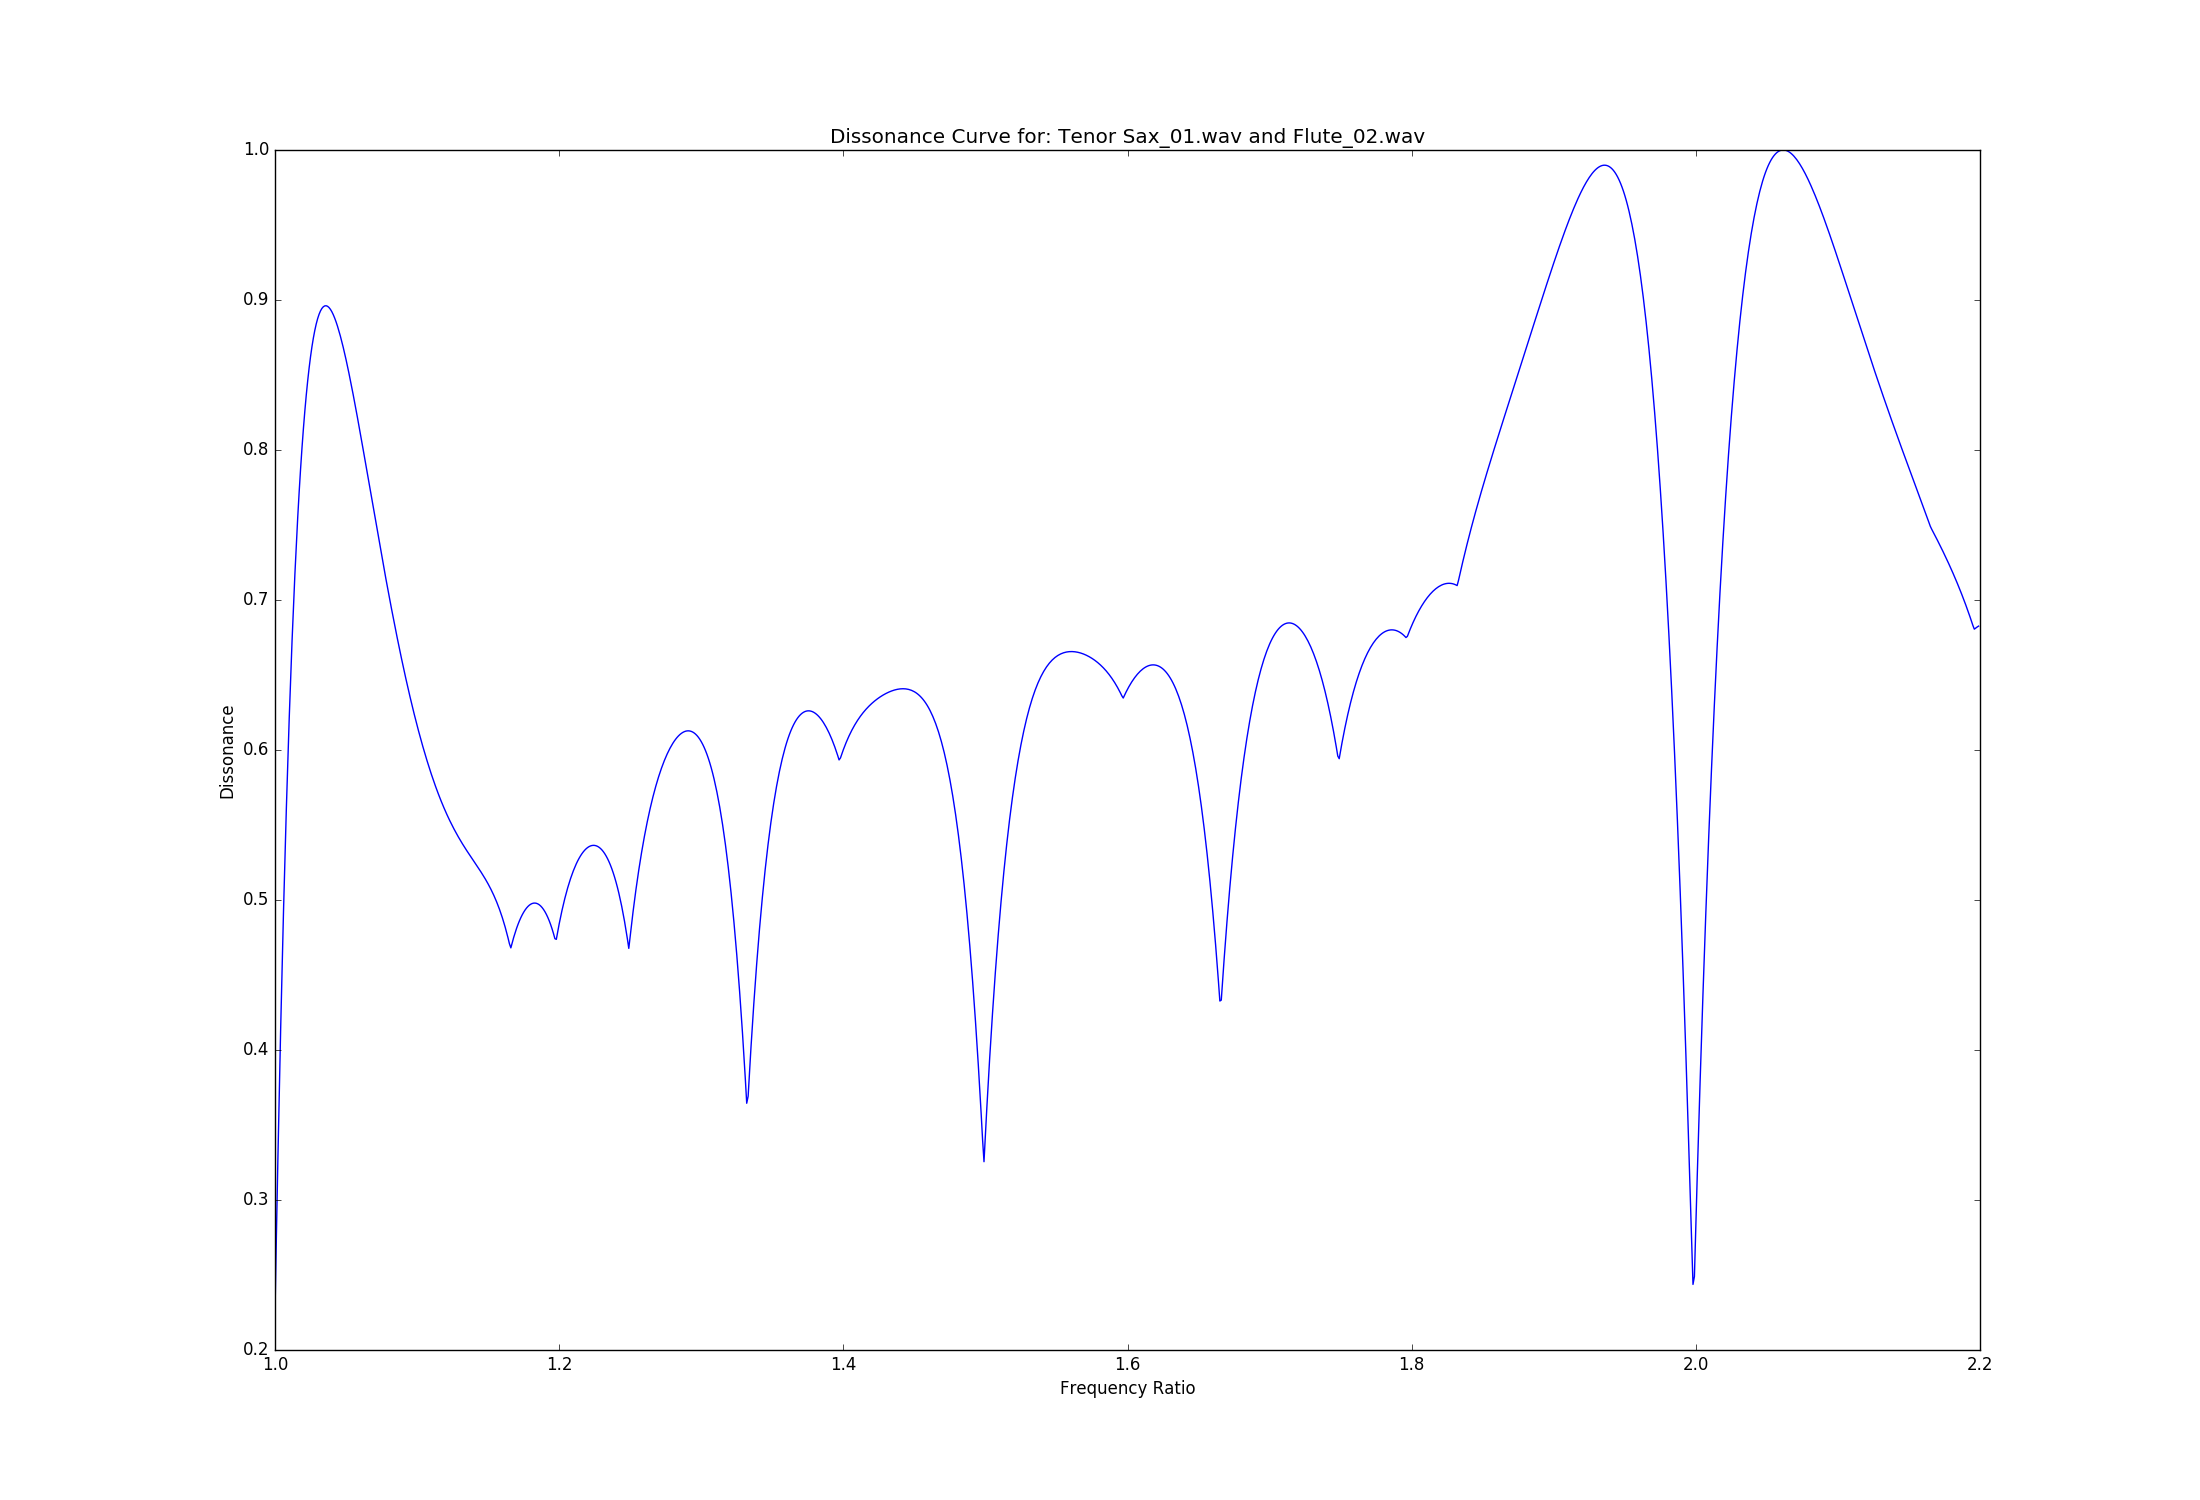 Dissonance Curve for: Tenor Sax_01.wav and Flute_02.wav
1.0
0.9
0.8
0.7
0.6
0.5
0.4
0.3
0.2
Dissonance
1.0 1.2 1.4 1.6 1.8 2.0 2.2
Frequency Ratio